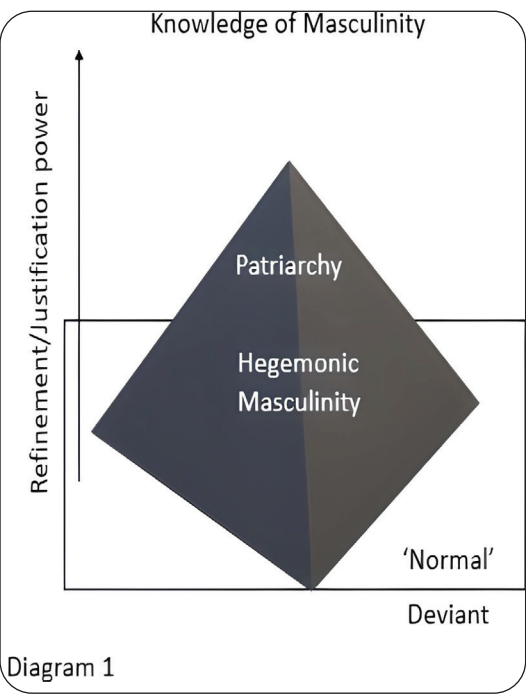 Knowledge of Masculinity
Refinement/Justification power
Patriarchy
Hegemonic
Masculinity
‘Normal’
Deviant
Diagram 1